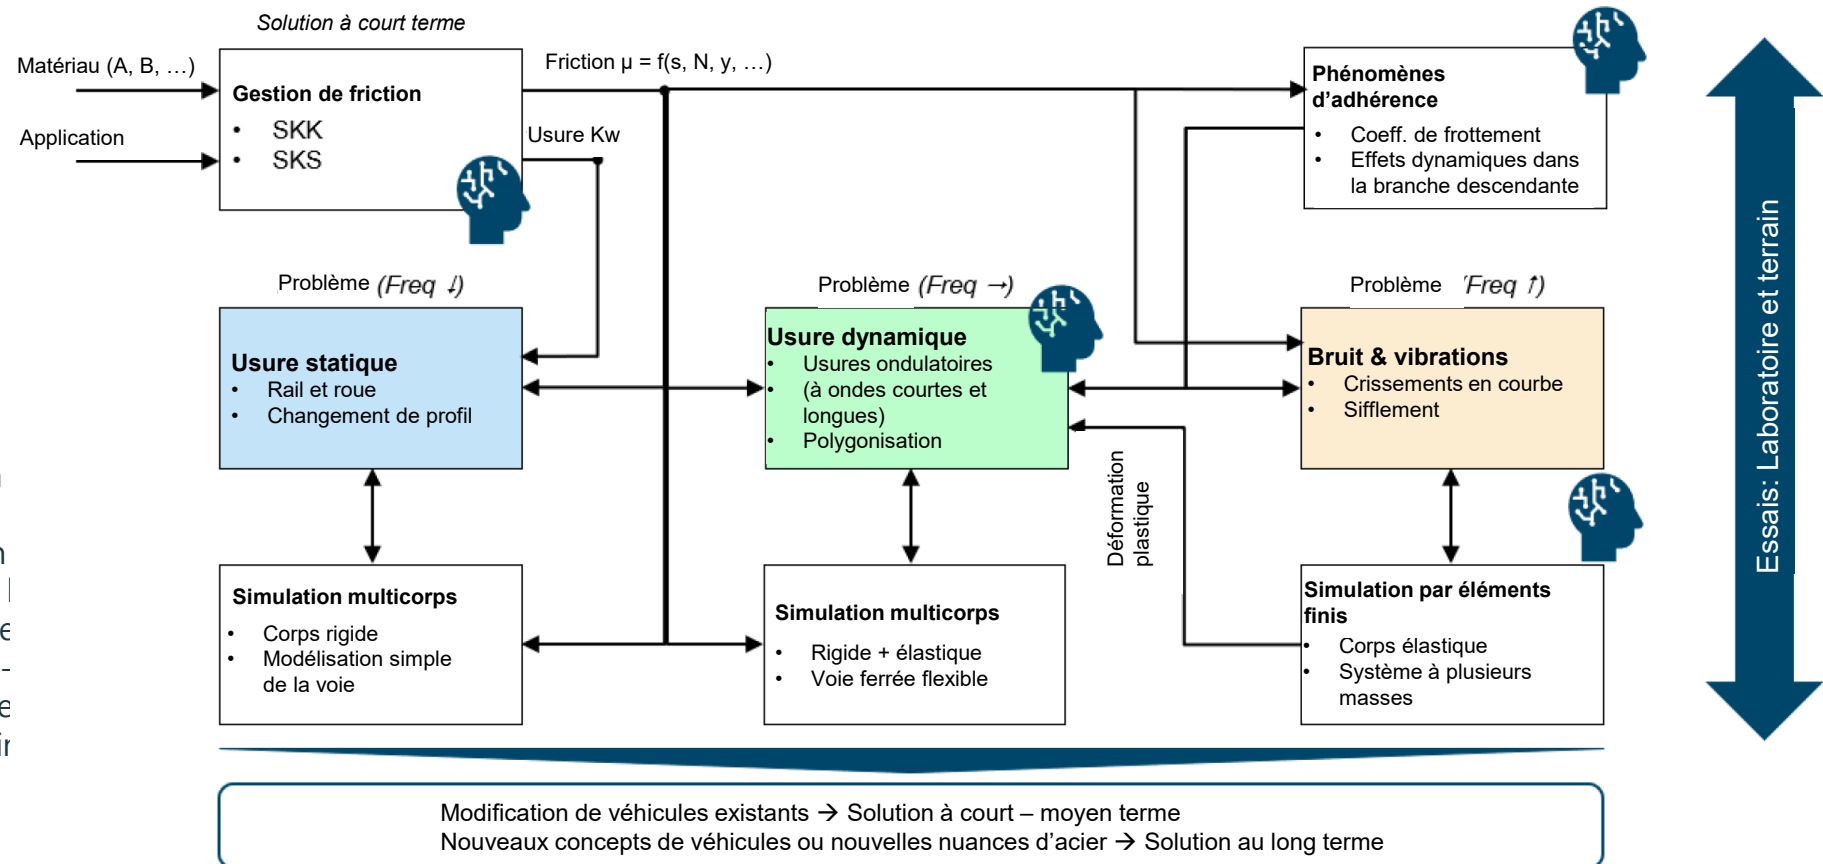 Solution à court terme
Matériau (A, B, …)
Application
Gestion de friction
• SKK
• SKS
Friction µ = f(s, N, y, …)
Usure Kw
Phénomènes
d’adhérence
• Coeff. de frottement
• Effets dynamiques dans
la branche descendante
Problème (Freq ↓)
Usure statique
• Rail et roue
• Changement de profil
Problème (Freq →)
Usure dynamique
• Usures ondulatoires
• (à ondes courtes et
longues)
• Polygonisation
Problème (Freq ↑)
Bruit & vibrations
• Crissements en courbe
• Sifflement
Déformation
plastique
Simulation multicorps
• Corps rigide
• Modélisation simple
de la voie
Simulation multicorps
• Rigide + élastique
• Voie ferrée flexible
Simulation par éléments
finis
• Corps élastique
• Système à plusieurs
masses
Essais: Laboratoire et terrain
Modification de véhicules existants → Solution à court – moyen terme
Nouveaux concepts de véhicules ou nouvelles nuances d’acier → Solution au long terme